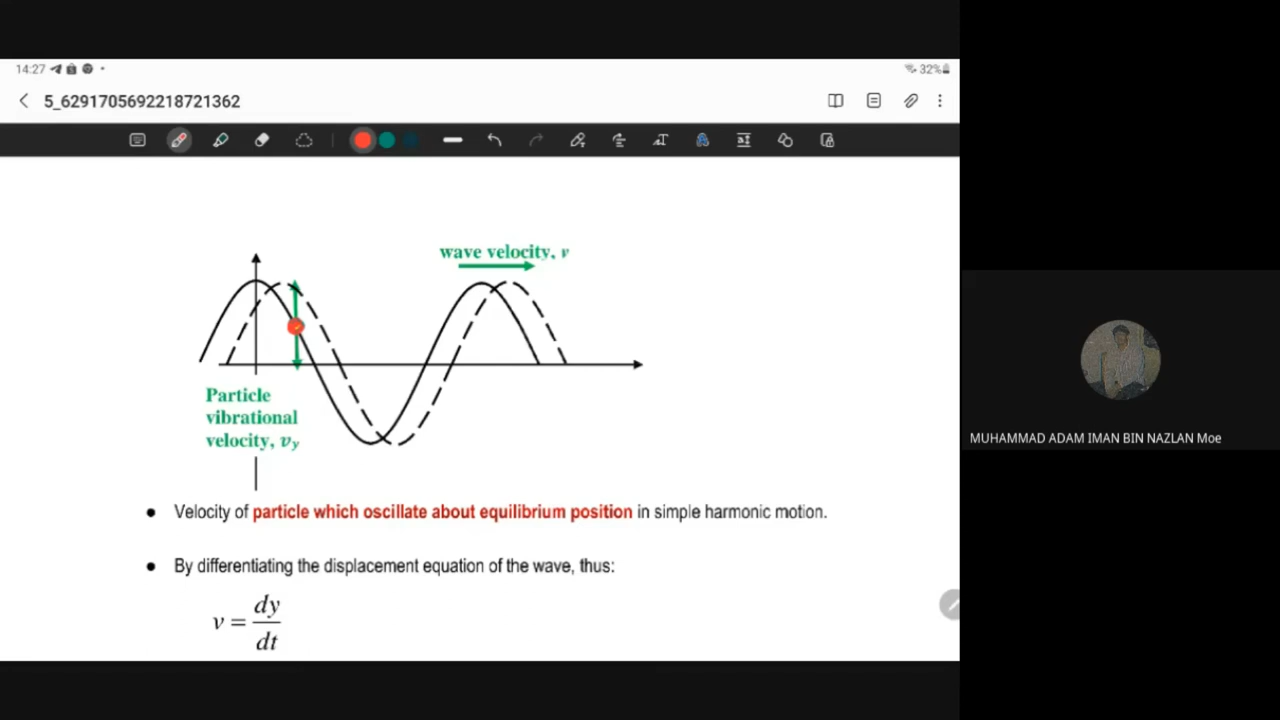 14:27
32%
5_6291705692218721362
wave velocity, v
Particle
vibrational
velocity, vy
MUHAMMAD ADAM IMAN BIN NAZLAN Moe
● Velocity of particle which oscillate about equilibrium position in simple harmonic motion.
● By differentiating the displacement equation of the wave, thus:
v = dy/dt